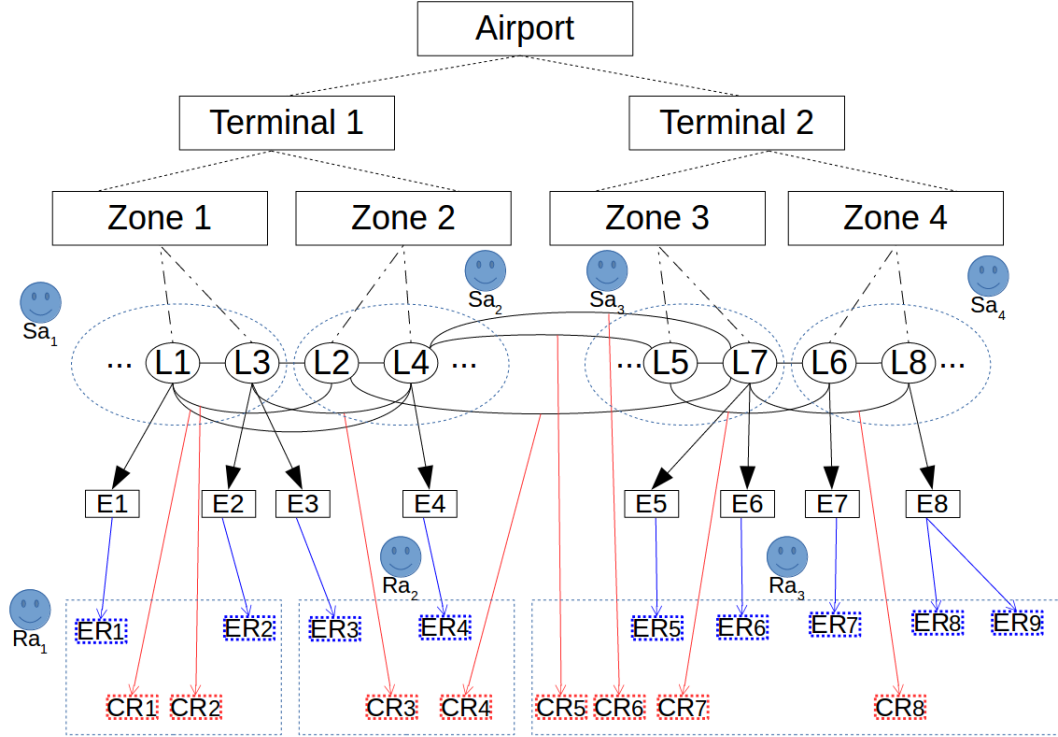 Airport
Terminal 1 Terminal 2
Zone 1 Zone 2 Zone 3 Zone 4
Sa2 Sa3 Sa4
Sa1
... L1 L3 L2 L4 ... ... L5 L7 L6 L8 ...
E1 E2 E3 E4 E5 E6 E7 E8
Ra2 Ra3
Ra1
ER1 ER2 ER3 ER4 ER5 ER6 ER7 ER8 ER9
CR1 CR2 CR3 CR4 CR5 CR6 CR7 CR8